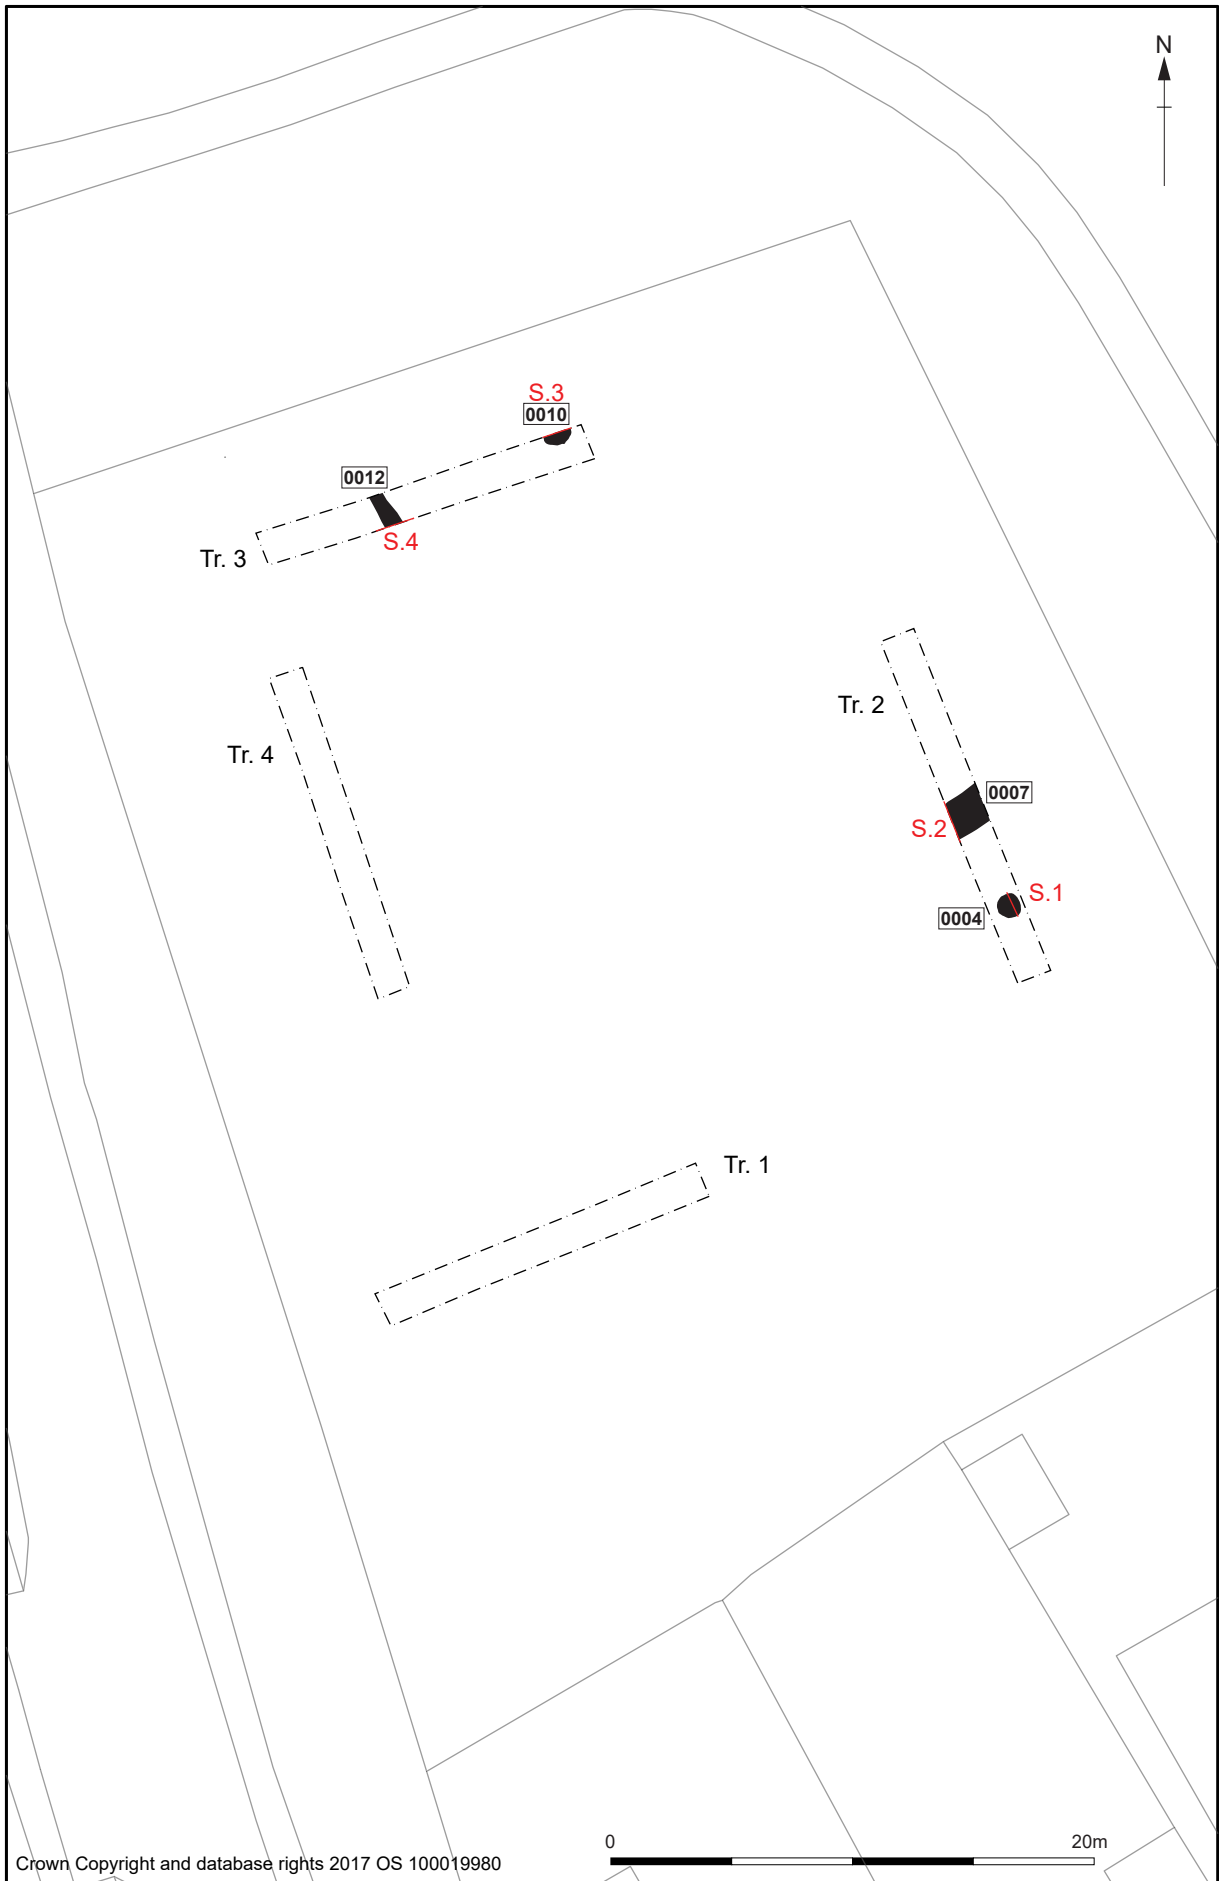 N
S.3
0010
0012
S.4
Tr. 3
Tr. 2
Tr. 4
0007
S.2
S.1
0004
Tr. 1
0 20m
Crown Copyright and database rights 2017 OS 100019980